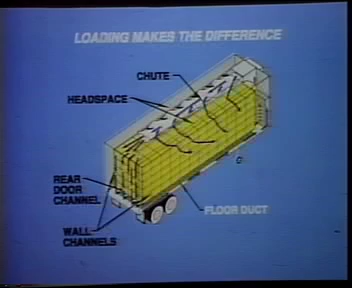 LOADING MAKES THE DIFFERENCE
CHUTE
HEADSPACE
REAR
DOOR
CHANNEL
FLOOR DUCT
WALL
CHANNELS